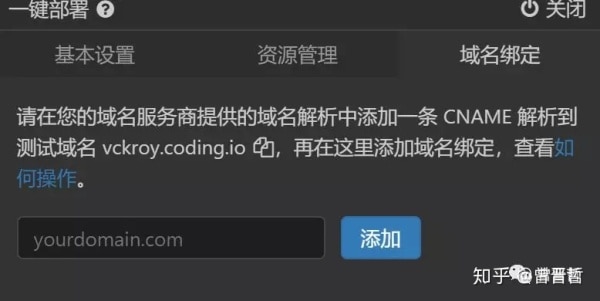 一键部署 关闭
基本设置 资源管理 域名绑定
请在您的域名服务商提供的域名解析中添加一条 CNAME 解析到
测试域名 vckroy.coding.io ，再在这里添加域名绑定，查看如
何操作。
yourdomain.com 添加
知乎 @曾晋哲